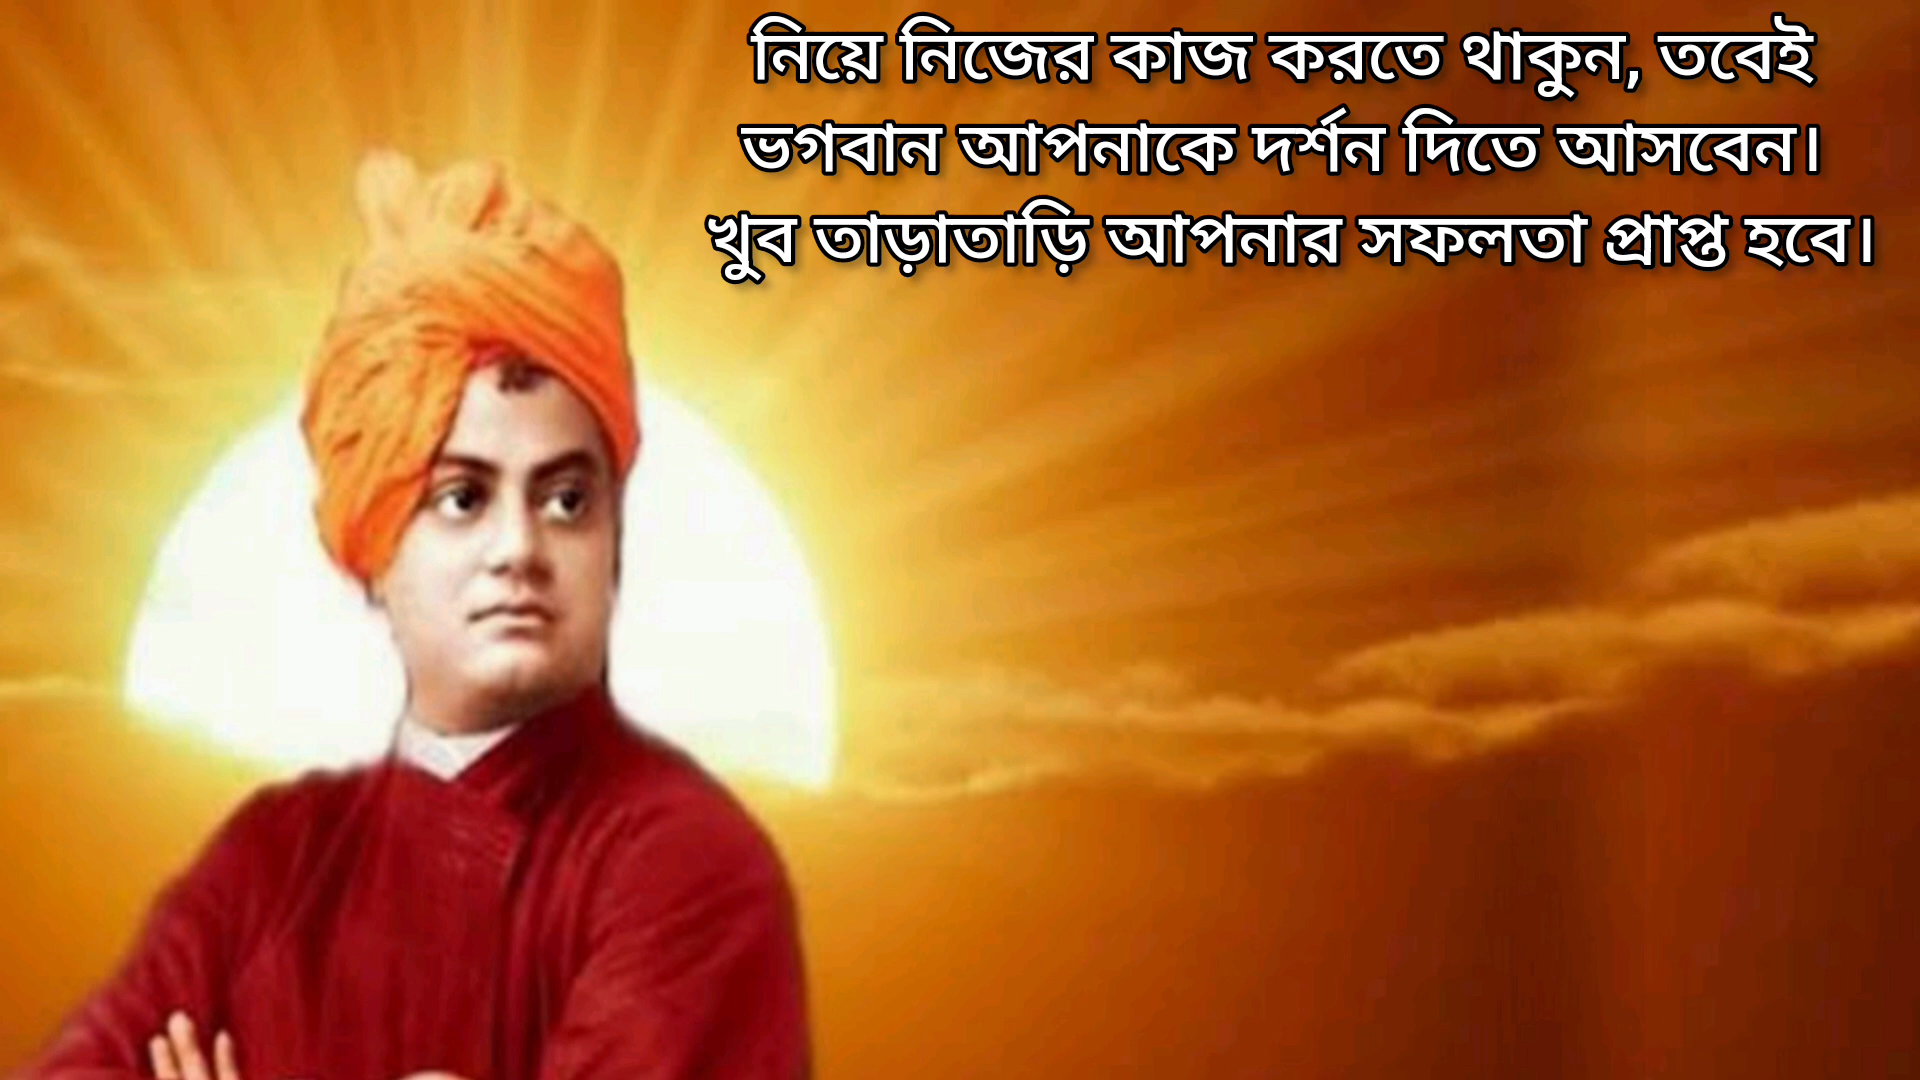 নিয়ে নিজের কাজ করতে থাকুন, তবেই
ভগবান আপনাকে দর্শন দিতে আসবেন।
খুব তাড়াতাড়ি আপনার সফলতা প্রাপ্ত হবে।